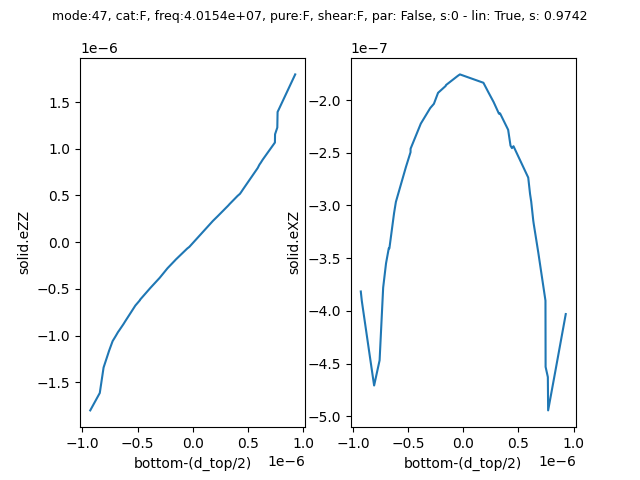 mode:47, cat:F, freq:4.0154e+07, pure:F, shear:F, par: False, s:0 - lin: True, s: 0.9742
1e−6
1.5
1.0
0.5
0.0
−0.5
−1.0
−1.5
solid.eZZ
−1.0
−0.5
0.0
0.5
1.0
bottom-(d_top/2)
1e−6
1e−7
−2.0
−2.5
−3.0
−3.5
−4.0
−4.5
−5.0
solid.eXZ
−1.0
−0.5
0.0
0.5
1.0
bottom-(d_top/2)
1e−6